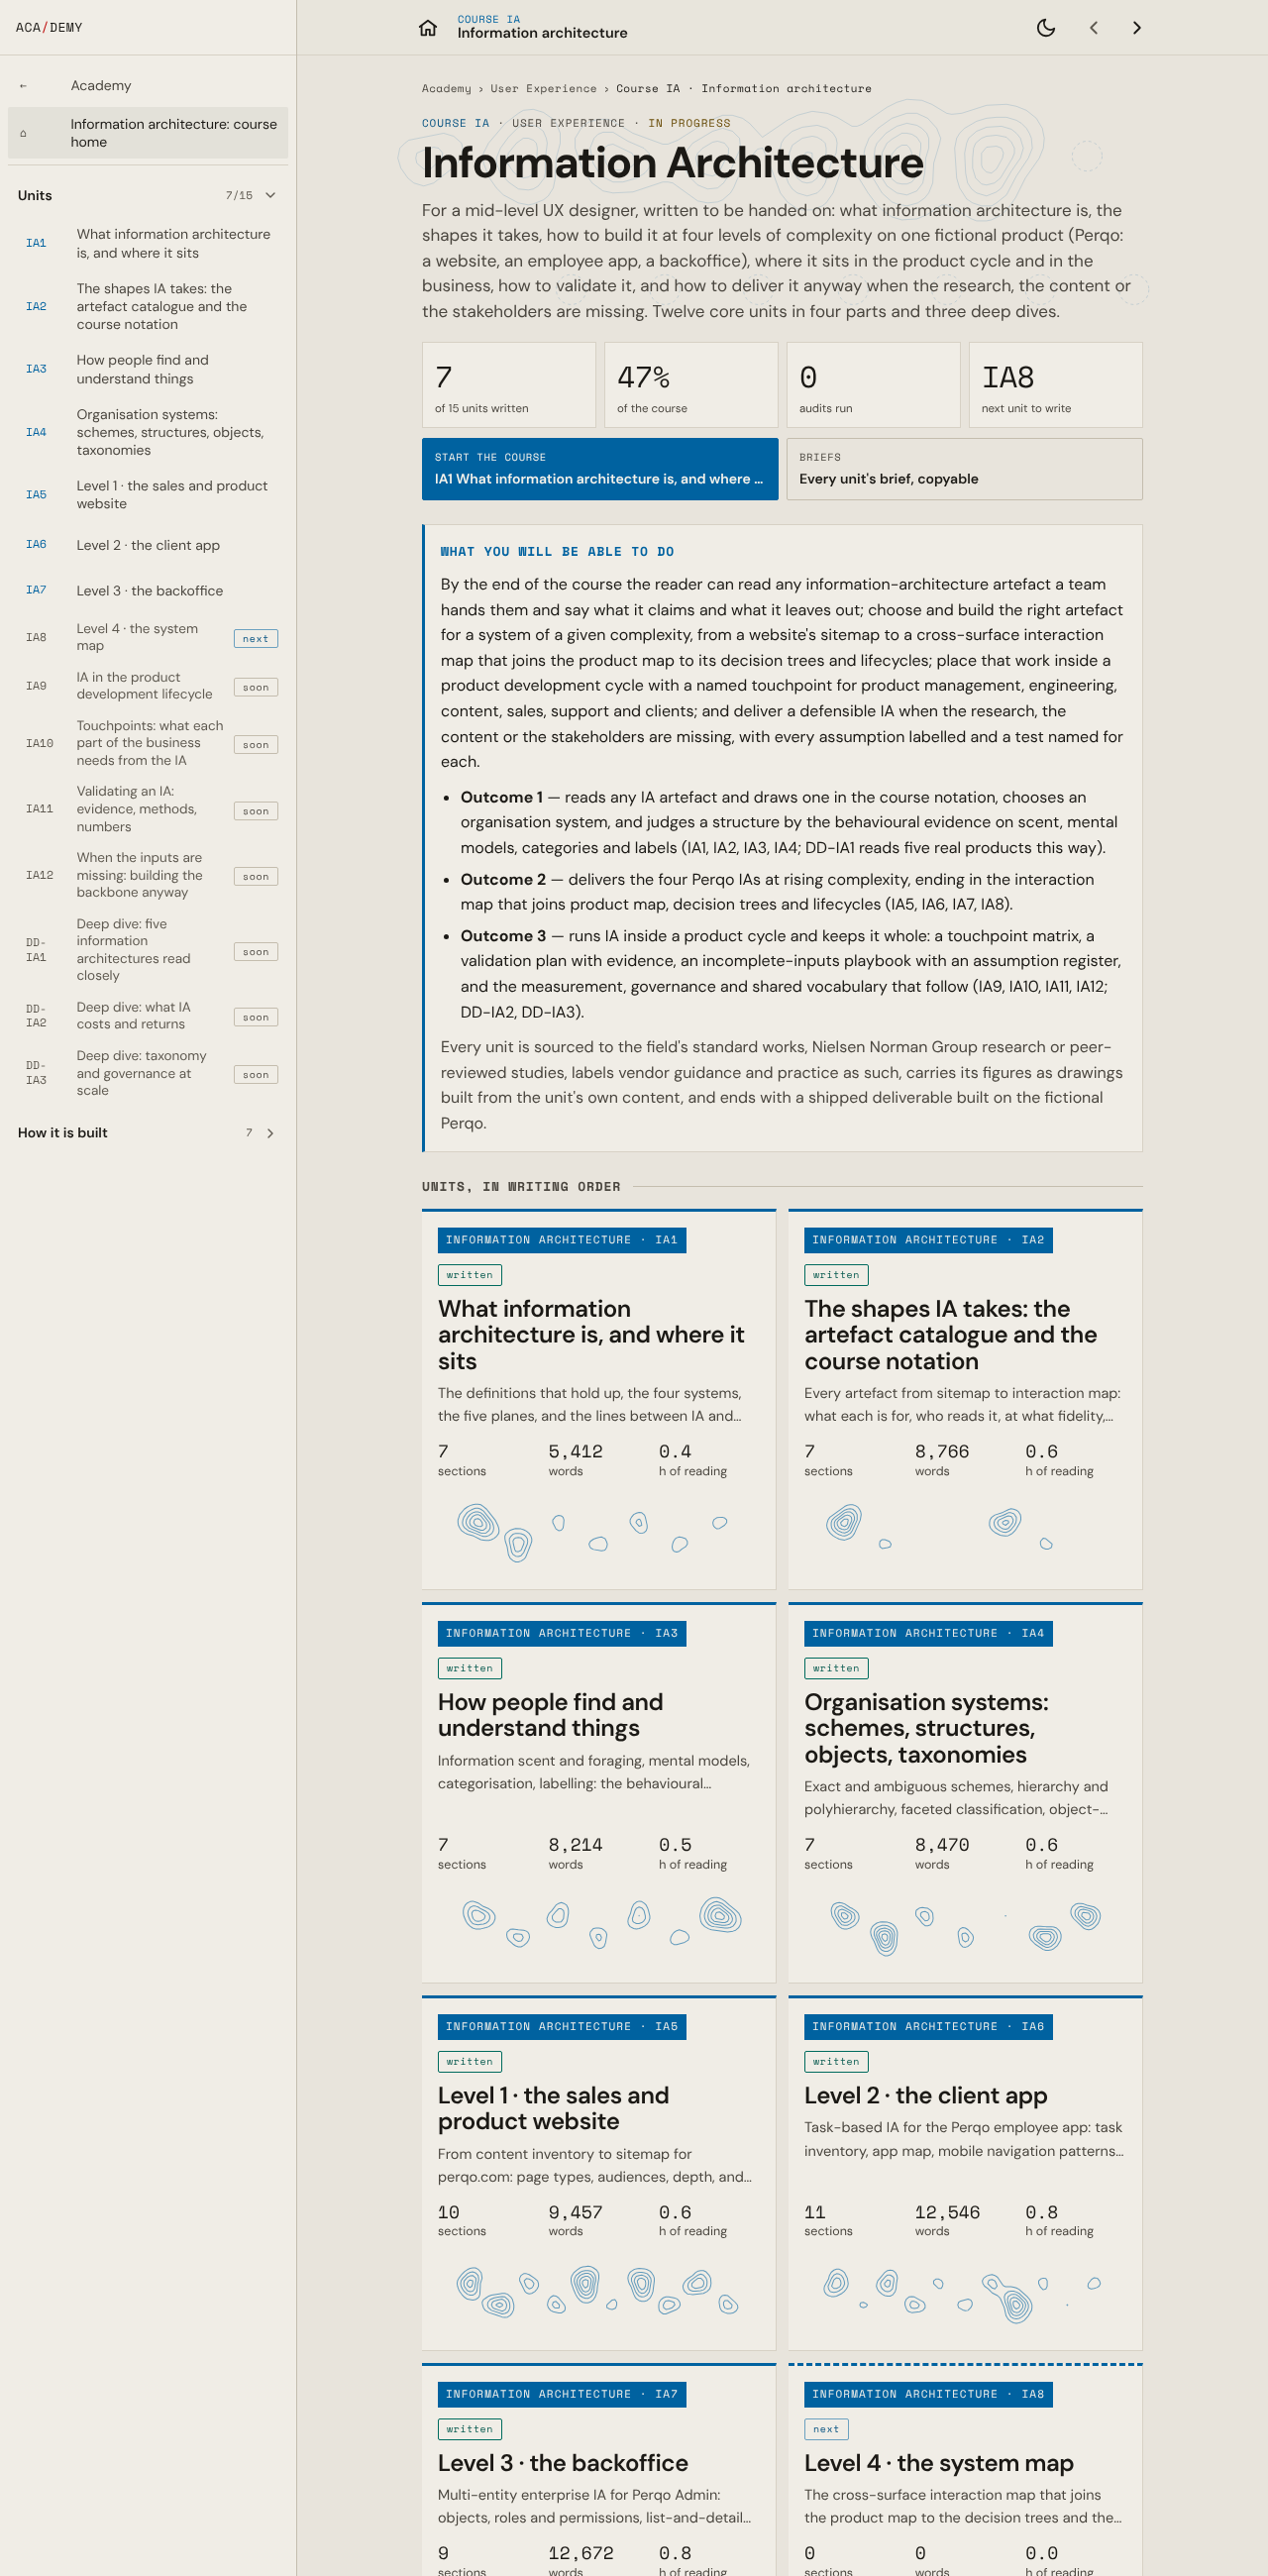 ACA/DEMY
← Academy
⌂ Information architecture: course
home
Units 7/15
IA1 What information architecture
is, and where it sits
IA2 The shapes IA takes: the
artefact catalogue and the
course notation
IA3 How people find and
understand things
IA4 Organisation systems:
schemes, structures, objects,
taxonomies
IA5 Level 1 · the sales and product
website
IA6 Level 2 · the client app
IA7 Level 3 · the backoffice
IA8 Level 4 · the system
map next
IA9 IA in the product
development lifecycle soon
IA10 Touchpoints: what each
part of the business
needs from the IA soon
IA11 Validating an IA:
evidence, methods,
numbers soon
IA12 When the inputs are
missing: building the
backbone anyway soon
DD-IA1 Deep dive: five
information
architectures read
closely soon
DD-IA2 Deep dive: what IA
costs and returns soon
DD-IA3 Deep dive: taxonomy
and governance at
scale soon
How it is built 7
COURSE IA
Information architecture
Academy › User Experience › Course IA · Information architecture
COURSE IA · USER EXPERIENCE · IN PROGRESS
Information Architecture
For a mid-level UX designer, written to be handed on: what information architecture is, the
shapes it takes, how to build it at four levels of complexity on one fictional product (Perqo:
a website, an employee app, a backoffice), where it sits in the product cycle and in the
business, how to validate it, and how to deliver it anyway when the research, the content or
the stakeholders are missing. Twelve core units in four parts and three deep dives.
7
of 15 units written
47%
of the course
0
audits run
IA8
next unit to write
START THE COURSE
IA1 What information architecture is, and where …
BRIEFS
Every unit's brief, copyable
WHAT YOU WILL BE ABLE TO DO
By the end of the course the reader can read any information-architecture artefact a team
hands them and say what it claims and what it leaves out; choose and build the right artefact
for a system of a given complexity, from a website's sitemap to a cross-surface interaction
map that joins the product map to its decision trees and lifecycles; place that work inside a
product development cycle with a named touchpoint for product management, engineering,
content, sales, support and clients; and deliver a defensible IA when the research, the
content or the stakeholders are missing, with every assumption labelled and a test named for
each.
• Outcome 1 — reads any IA artefact and draws one in the course notation, chooses an
organisation system, and judges a structure by the behavioural evidence on scent, mental
models, categories and labels (IA1, IA2, IA3, IA4; DD-IA1 reads five real products this way).
• Outcome 2 — delivers the four Perqo IAs at rising complexity, ending in the interaction
map that joins product map, decision trees and lifecycles (IA5, IA6, IA7, IA8).
• Outcome 3 — runs IA inside a product cycle and keeps it whole: a touchpoint matrix, a
validation plan with evidence, an incomplete-inputs playbook with an assumption register,
and the measurement, governance and shared vocabulary that follow (IA9, IA10, IA11, IA12;
DD-IA2, DD-IA3).
Every unit is sourced to the field's standard works, Nielsen Norman Group research or peer-
reviewed studies, labels vendor guidance and practice as such, carries its figures as drawings
built from the unit's own content, and ends with a shipped deliverable built on the fictional
Perqo.
UNITS, IN WRITING ORDER
INFORMATION ARCHITECTURE · IA1
written
What information
architecture is, and where it
sits
The definitions that hold up, the four systems,
the five planes, and the lines between IA and…
7 5,412 0.4
sections words h of reading
INFORMATION ARCHITECTURE · IA2
written
The shapes IA takes: the
artefact catalogue and the
course notation
Every artefact from sitemap to interaction map:
what each is for, who reads it, at what fidelity,…
7 8,766 0.6
sections words h of reading
INFORMATION ARCHITECTURE · IA3
written
How people find and
understand things
Information scent and foraging, mental models,
categorisation, labelling: the behavioural…
7 8,214 0.5
sections words h of reading
INFORMATION ARCHITECTURE · IA4
written
Organisation systems:
schemes, structures,
objects, taxonomies
Exact and ambiguous schemes, hierarchy and
polyhierarchy, faceted classification, object-…
7 8,470 0.6
sections words h of reading
INFORMATION ARCHITECTURE · IA5
written
Level 1 · the sales and
product website
From content inventory to sitemap for
perqo.com: page types, audiences, depth, and…
10 9,457 0.6
sections words h of reading
INFORMATION ARCHITECTURE · IA6
written
Level 2 · the client app
Task-based IA for the Perqo employee app: task
inventory, app map, mobile navigation patterns…
11 12,546 0.8
sections words h of reading
INFORMATION ARCHITECTURE · IA7
written
Level 3 · the backoffice
Multi-entity enterprise IA for Perqo Admin:
objects, roles and permissions, list-and-detail…
9 12,672 0.8
sections words h of reading
INFORMATION ARCHITECTURE · IA8
next
Level 4 · the system map
The cross-surface interaction map that joins
the product map to the decision trees and the…
0 0 0.0
sections words h of reading